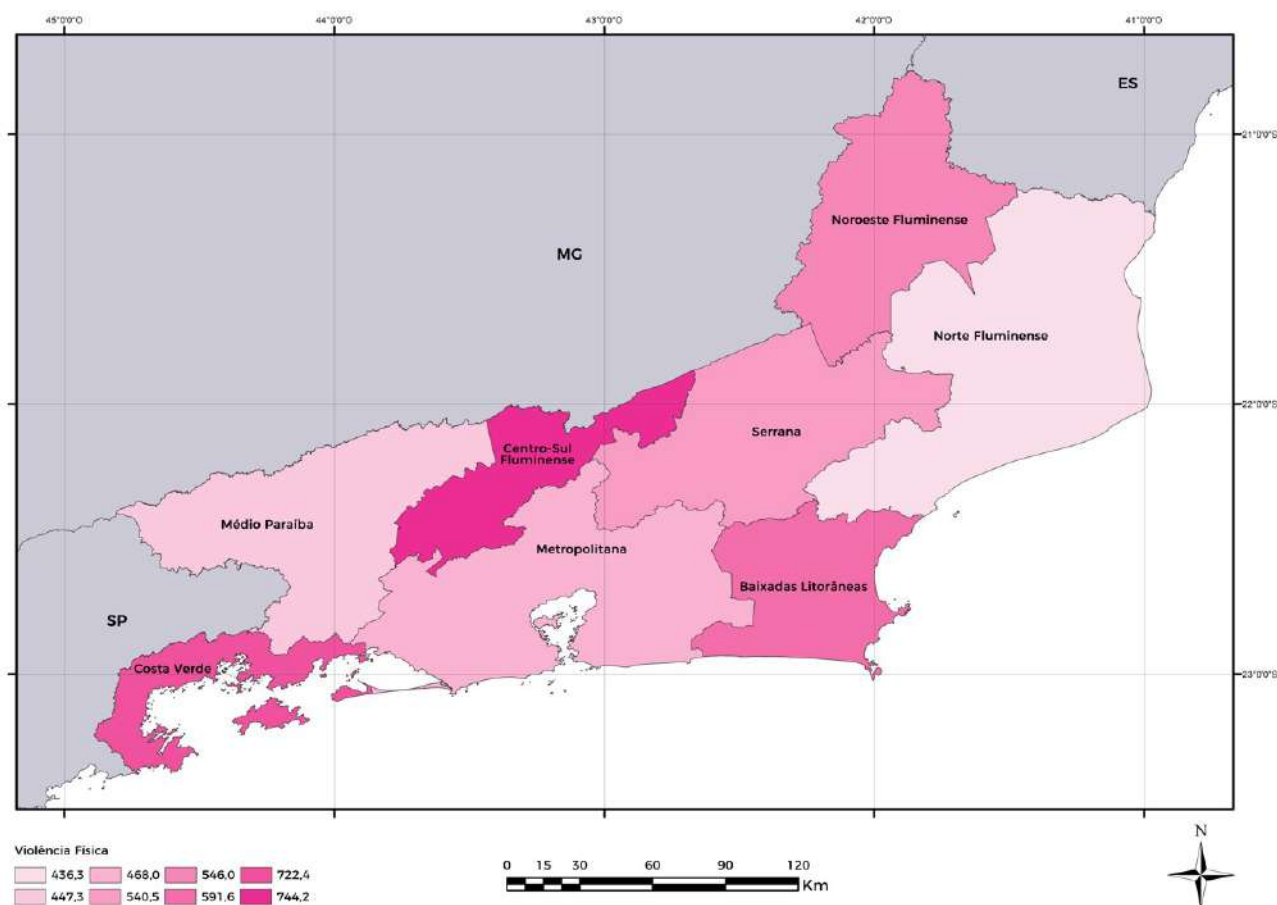 45°0'0"O 44°0'0"O 43°0'0"O 42°0'0"O 41°0'0"O
ES
21°0'0"S
Noroeste Fluminense
MG
Norte Fluminense
22°0'0"S
Serrana
Centro-Sul
Fluminense
Médio Paraíba
Metropolitana
Baixadas Litorâneas
SP
Costa Verde
23°0'0"S
Violência Física
436,3 468,0 546,0 722,4
447,3 540,5 591,6 744,2
0 15 30 60 90 120
Km
N